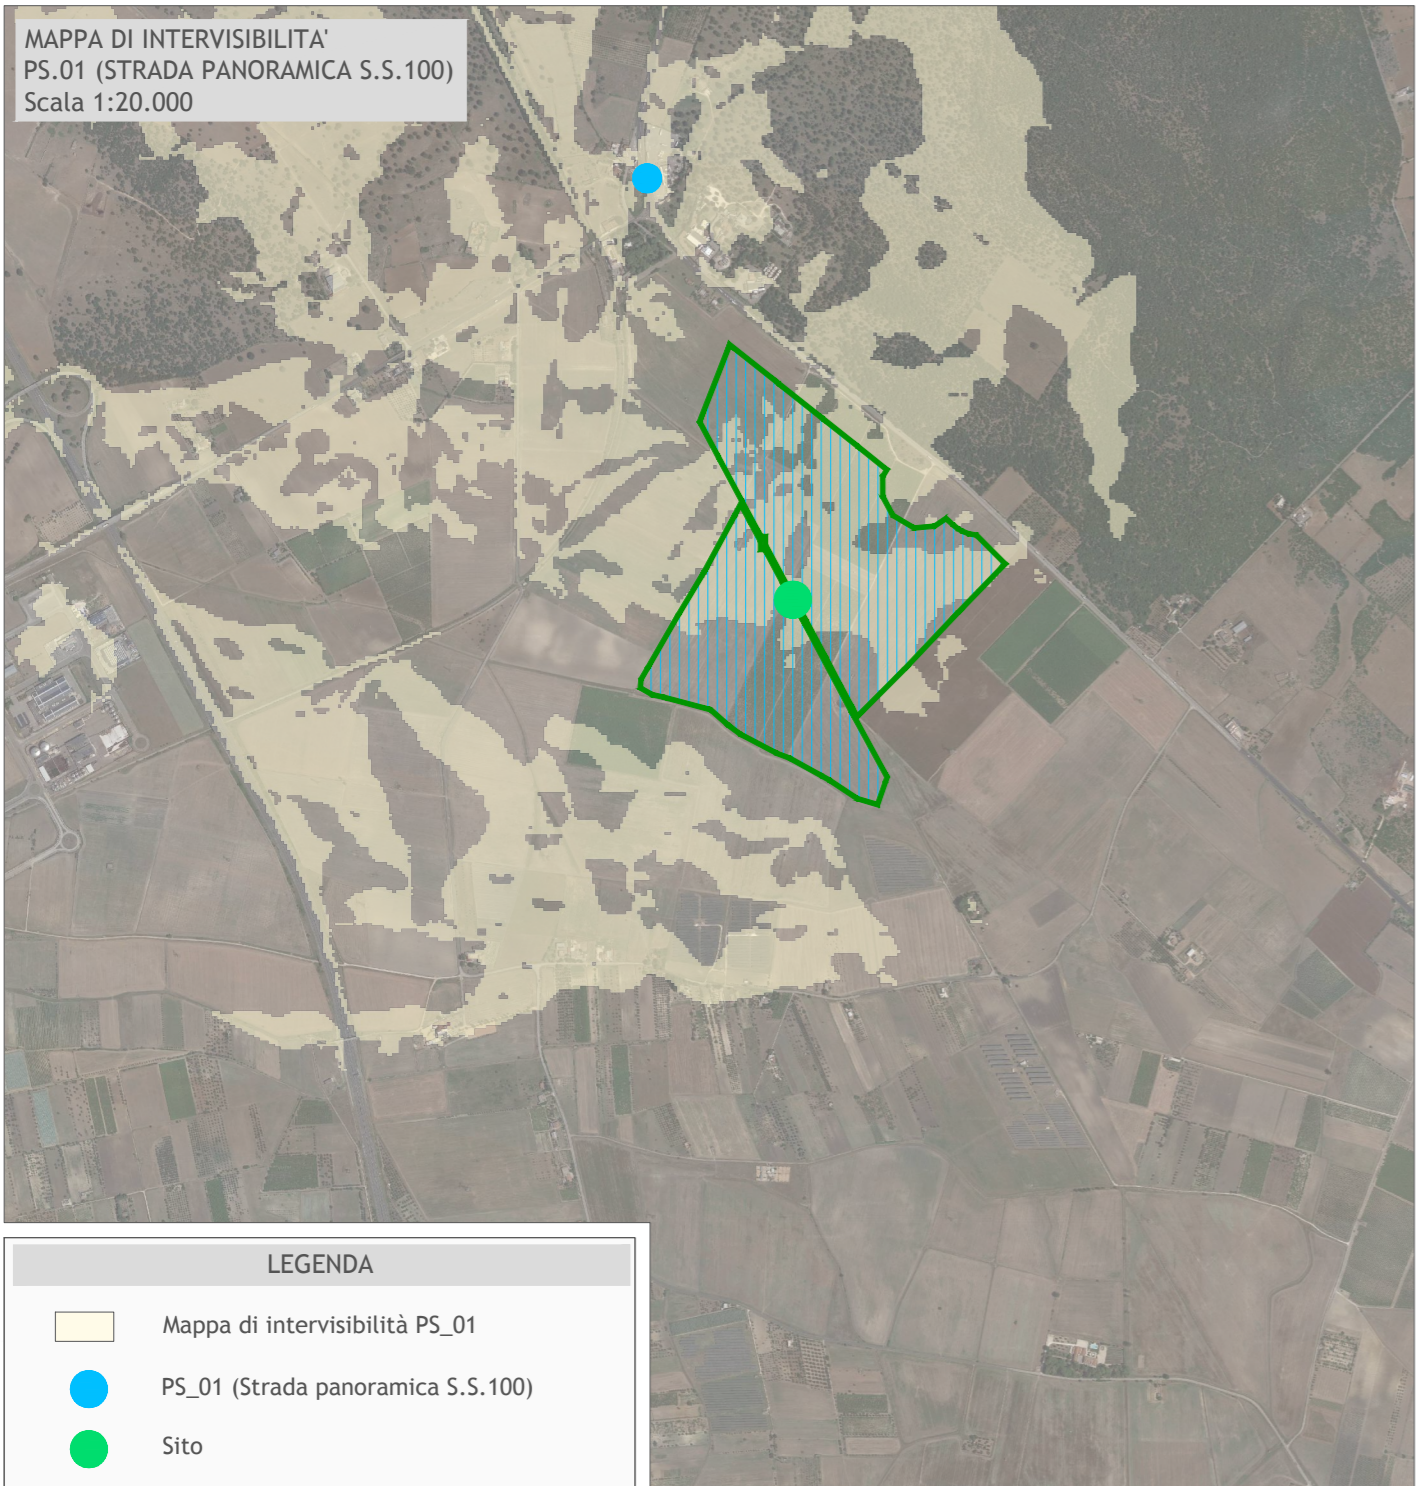 MAPPA DI INTERVISIBILITA'
PS.01 (STRADA PANORAMICA S.S.100)
Scala 1:20.000
LEGENDA
Mappa di intervisibilità PS_01
PS_01 (Strada panoramica S.S.100)
Sito